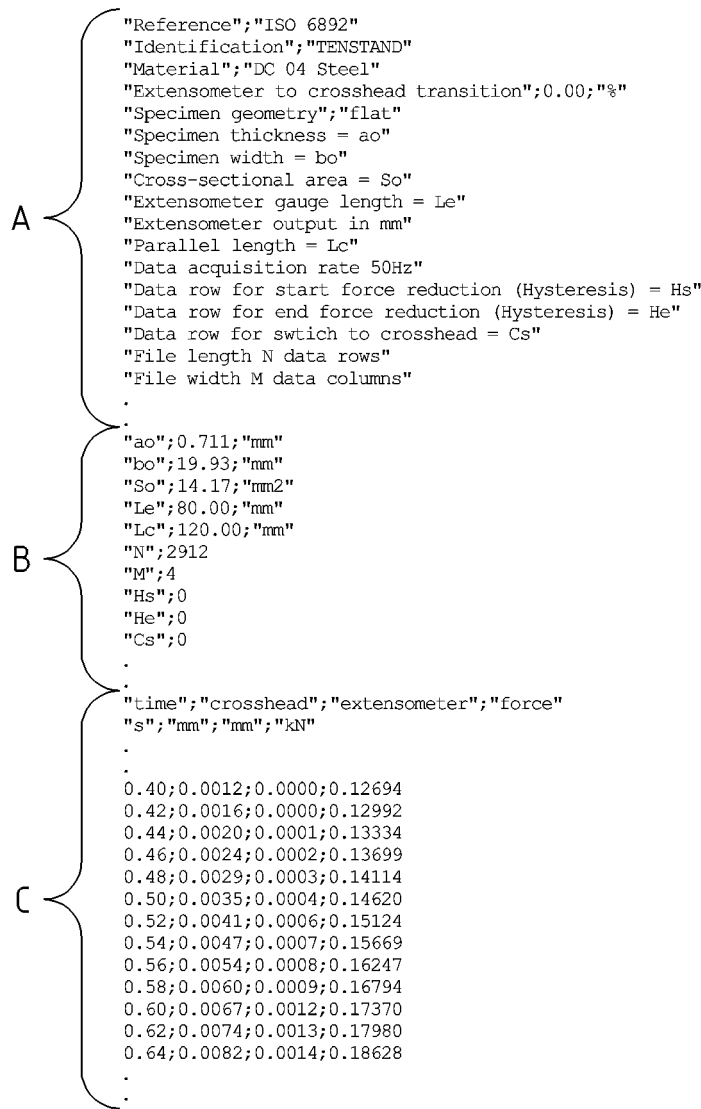 "Reference";"ISO 6892"
"Identification";"TENSTAND"
"Material";"DC 04 Steel"
"Extensometer to crosshead transition";0.00;"%"
"Specimen geometry";"flat"
"Specimen thickness = ao"
"Specimen width = bo"
"Cross-sectional area = So"
"Extensometer gauge length = Le"
A
"Extensometer output in mm"
"Parallel length = Lc"
"Data acquisition rate 50Hz"
"Data row for start force reduction (Hysteresis) = Hs"
"Data row for end force reduction (Hysteresis) = He"
"Data row for swtich to crosshead = Cs"
"File length N data rows"
"File width M data columns"
.
.
"ao";0.711;"mm"
"bo";19.93;"mm"
"So";14.17;"mm2"
"Le";80.00;"mm"
"Lc";120.00;"mm"
B
"N";2912
"M";4
"Hs";0
"He";0
"Cs";0
.
.
"time";"crosshead";"extensometer";"force"
"s";"mm";"mm";"kN"
.
.
0.40;0.0012;0.0000;0.12694
0.42;0.0016;0.0000;0.12992
0.44;0.0020;0.0001;0.13334
0.46;0.0024;0.0002;0.13699
0.48;0.0029;0.0003;0.14114
C
0.50;0.0035;0.0004;0.14620
0.52;0.0041;0.0006;0.15124
0.54;0.0047;0.0007;0.15669
0.56;0.0054;0.0008;0.16247
0.58;0.0060;0.0009;0.16794
0.60;0.0067;0.0012;0.17370
0.62;0.0074;0.0013;0.17980
0.64;0.0082;0.0014;0.18628
.
.